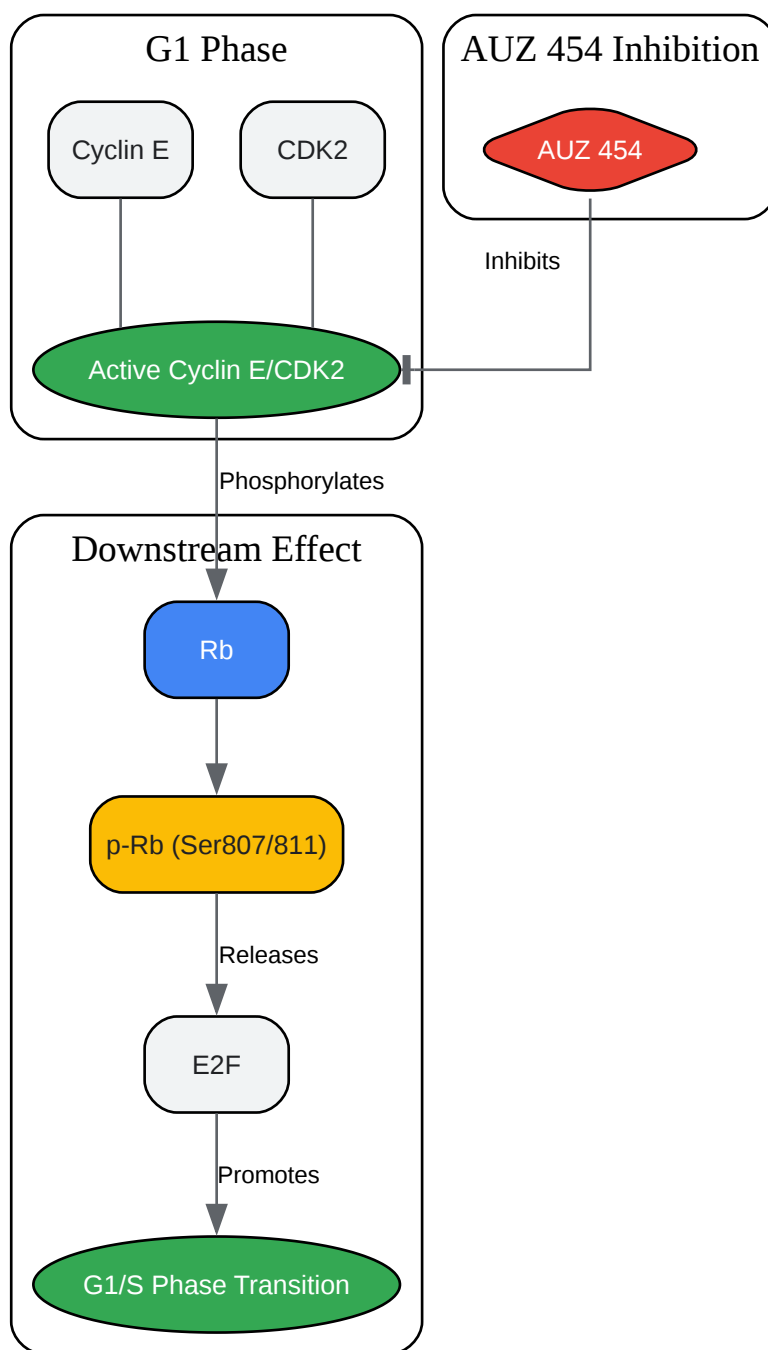 G1 Phase
AUZ 454 Inhibition
Cyclin E
CDK2
AUZ 454
Inhibits
Active Cyclin E/CDK2
Phosphorylates
Downstream Effect
Rb
p-Rb (Ser807/811)
Releases
E2F
Promotes
G1/S Phase Transition